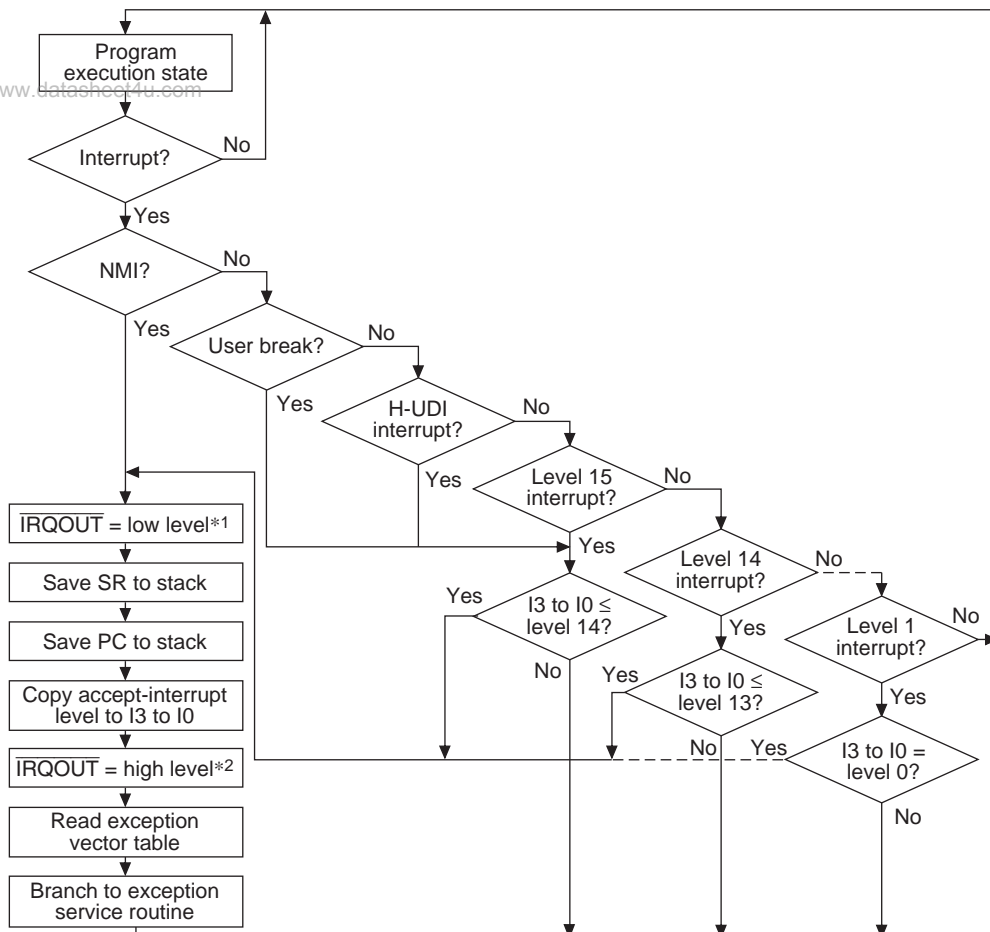 Program
execution state
www.datasheet4u.com
Interrupt?
No
Yes
NMI?
No
Yes
User break?
No
Yes
H-UDI
interrupt?
No
Yes
Level 15
interrupt?
No
Yes
Level 14
interrupt?
No
Yes
Level 1
interrupt?
No
Yes
I3 to I0 ≤
level 14?
Yes
No
I3 to I0 ≤
level 13?
Yes
No
I3 to I0 =
level 0?
Yes
No
I̅R̅Q̅O̅U̅T̅ = low level*1
Save SR to stack
Save PC to stack
Copy accept-interrupt
level to I3 to I0
I̅R̅Q̅O̅U̅T̅ = high level*2
Read exception
vector table
Branch to exception
service routine